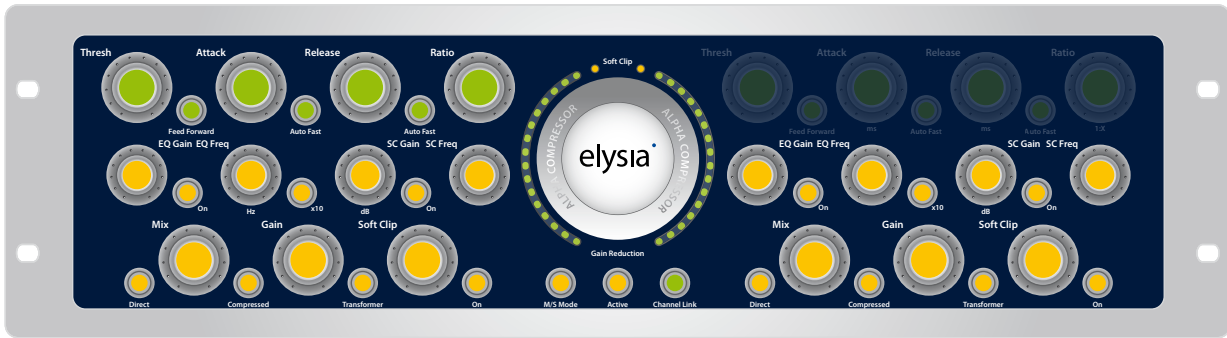 Thresh Attack Release Ratio Soft Clip Thresh Attack Release Ratio
Feed Forward Auto Fast Auto Fast Feed Forward ms Auto Fast ms Auto Fast 1:X
ALPHA COMPRESSOR ALPHA COMPRESSOR
EQ Gain EQ Freq SC Gain SC Freq EQ Gain EQ Freq SC Gain SC Freq
elysia
On Hz x10 dB On On x10 dB On
Mix Gain Soft Clip Mix Gain Soft Clip
Gain Reduction
Direct Compressed Transformer On M/S Mode Active Channel Link Direct Compressed Transformer On